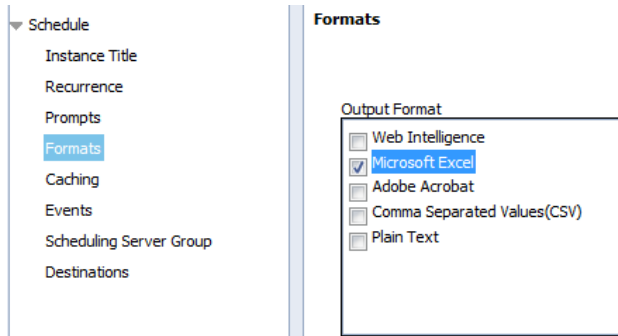 Schedule
Instance Title
Recurrence
Prompts
Formats
Caching
Events
Scheduling Server Group
Destinations
Formats
Output Format
Web Intelligence
Microsoft Excel
Adobe Acrobat
Comma Separated Values(CSV)
Plain Text